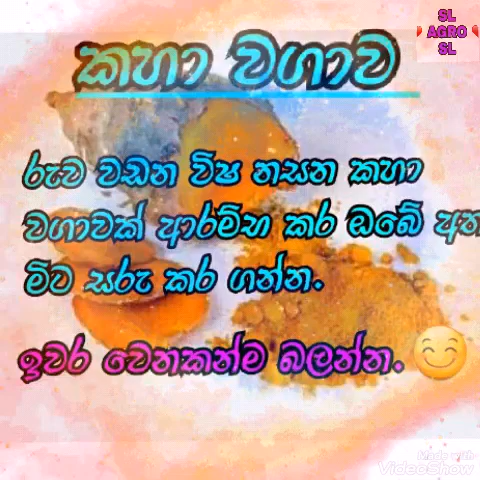 SL
AGRO
SL
කහා වගාව
රුව වඩන විෂ නසන කහා
වගාවක් ආරම්භ කර ඔබේ අත
මිට සරු කර ගන්න.
ඉවර වෙනකන්ම බලන්න.😊
Made with
VideoShow